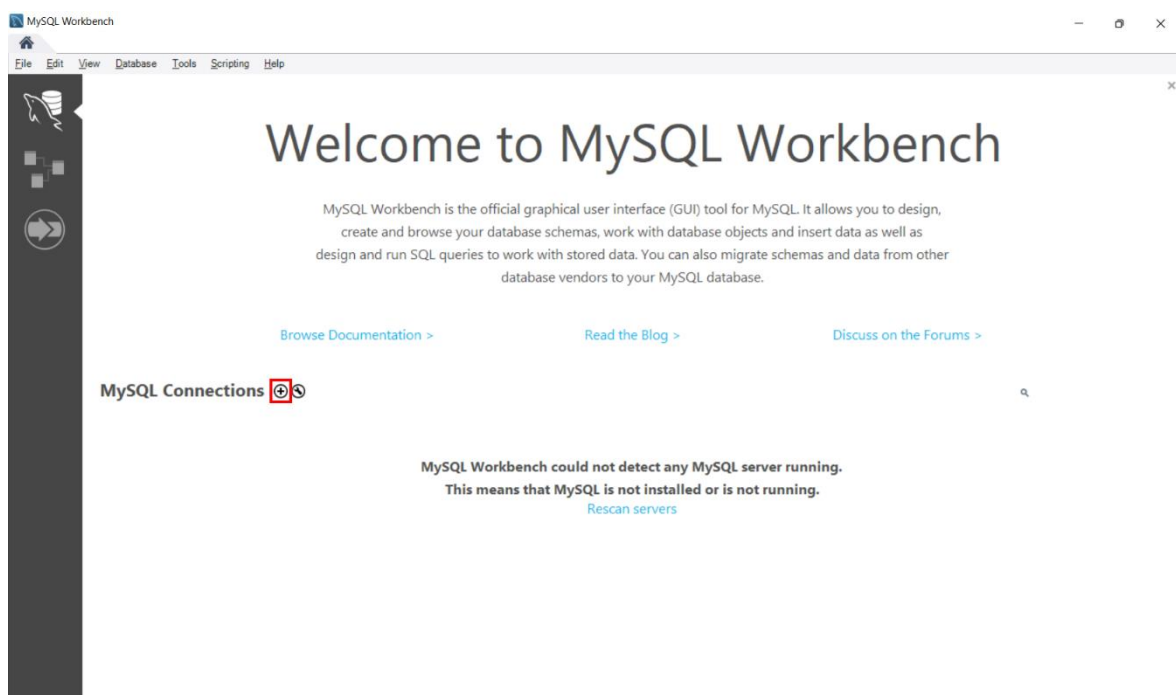 MySQL Workbench
File Edit View Database Tools Scripting Help
Welcome to MySQL Workbench
MySQL Workbench is the official graphical user interface (GUI) tool for MySQL. It allows you to design,
create and browse your database schemas, work with database objects and insert data as well as
design and run SQL queries to work with stored data. You can also migrate schemas and data from other
database vendors to your MySQL database.
Browse Documentation > Read the Blog > Discuss on the Forums >
MySQL Connections
MySQL Workbench could not detect any MySQL server running.
This means that MySQL is not installed or is not running.
Rescan servers